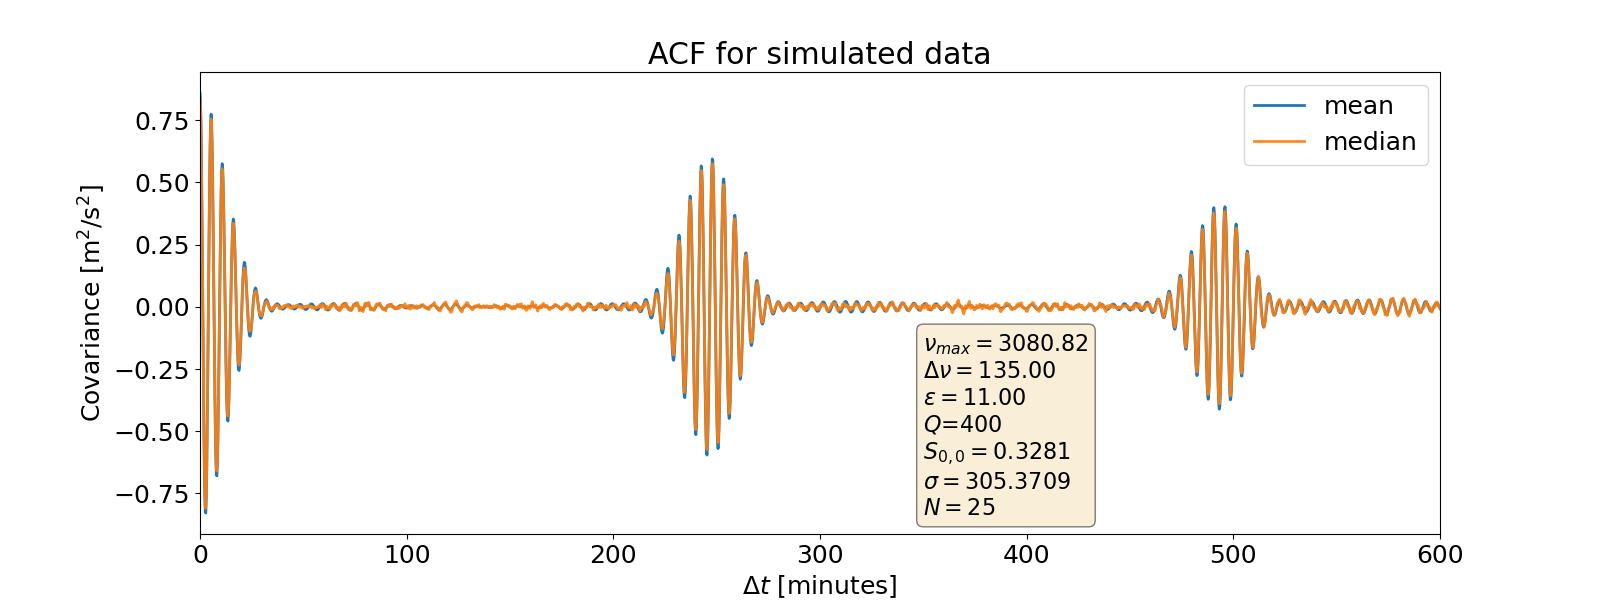 ACF for simulated data
0.75
0.50
0.25
0.00
−0.25
−0.50
−0.75
Covariance [m²/s²]
mean
median
ν_max = 3080.82
Δν = 135.00
ε = 11.00
Q=400
S_0,0 = 0.3281
σ = 305.3709
N = 25
0 100 200 300 400 500 600
Δt [minutes]